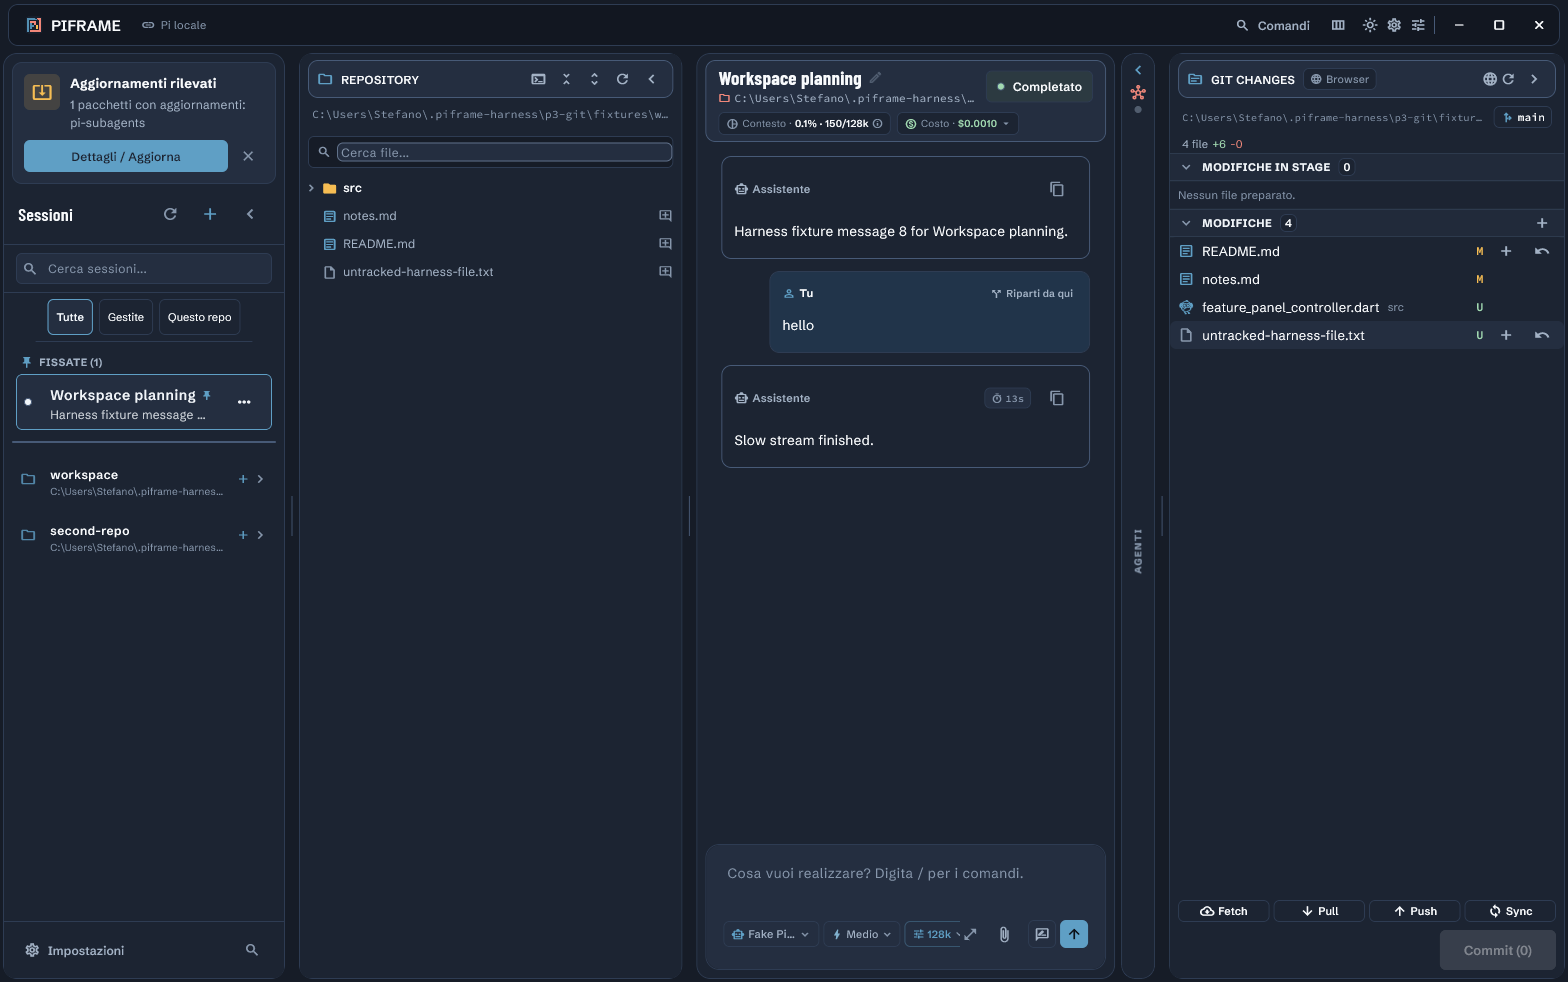 PIFRAME
Pi locale
Comandi
Aggiornamenti rilevati
1 pacchetti con aggiornamenti:
pi-subagents
Dettagli / Aggiorna
Sessioni
Cerca sessioni...
Tutte
Gestite
Questo repo
FISSATE (1)
Workspace planning
Harness fixture message ...
workspace
C:\Users\Stefano\.piframe-harnes...
second-repo
C:\Users\Stefano\.piframe-harnes...
Impostazioni
REPOSITORY
C:\Users\Stefano\.piframe-harness\p3-git\fixtures\w...
Cerca file...
src
notes.md
README.md
untracked-harness-file.txt
Workspace planning
Completato
C:\Users\Stefano\.piframe-harness\...
Contesto · 0.1% · 150/128k
Costo · $0.0010
Assistente
Harness fixture message 8 for Workspace planning.
Tu
Riparti da qui
hello
Assistente
13s
Slow stream finished.
Cosa vuoi realizzare? Digita / per i comandi.
Fake Pi...
Medio
128k
AGENTI
GIT CHANGES
Browser
C:\Users\Stefano\.piframe-harness\p3-git\fixtur...
main
4 file +6 -0
MODIFICHE IN STAGE 0
Nessun file preparato.
MODIFICHE 4
README.md M
notes.md M
feature_panel_controller.dart src U
untracked-harness-file.txt U
Fetch
Pull
Push
Sync
Commit (0)